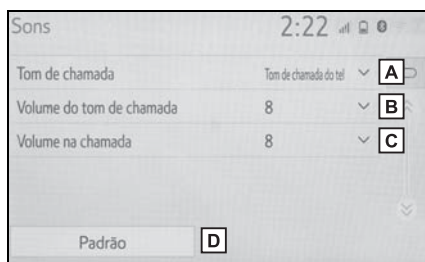 Sons 2:22
Tom de chamada Tom de chamada do tel A
Volume do tom de chamada 8 B
Volume na chamada 8 C
Padrão D